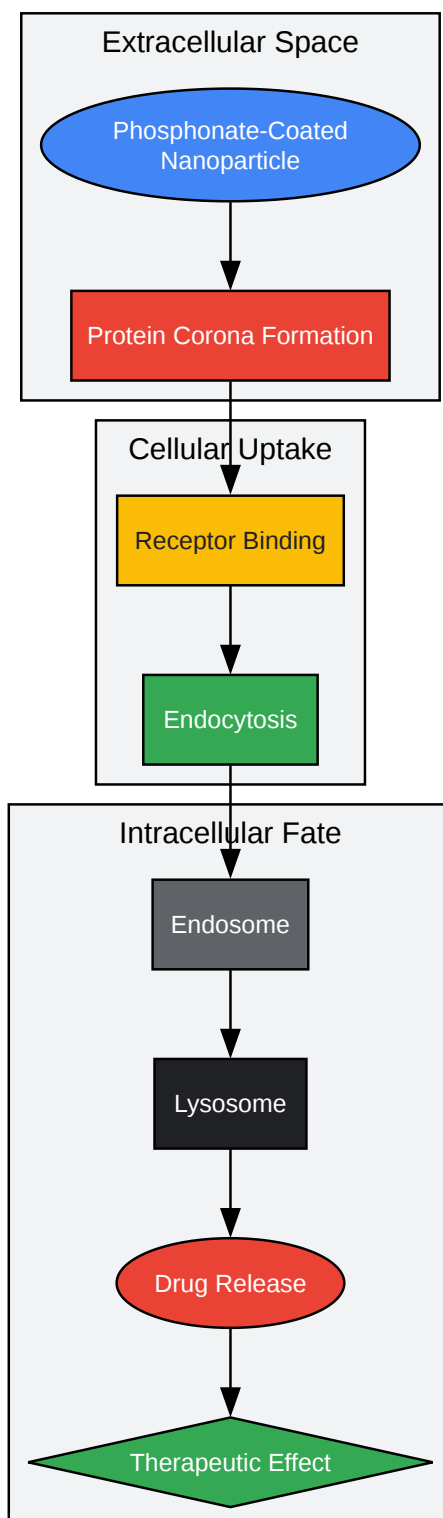 Extracellular Space
Phosphonate-Coated
Nanoparticle
Protein Corona Formation
Cellular Uptake
Receptor Binding
Endocytosis
Intracellular Fate
Endosome
Lysosome
Drug Release
Therapeutic Effect